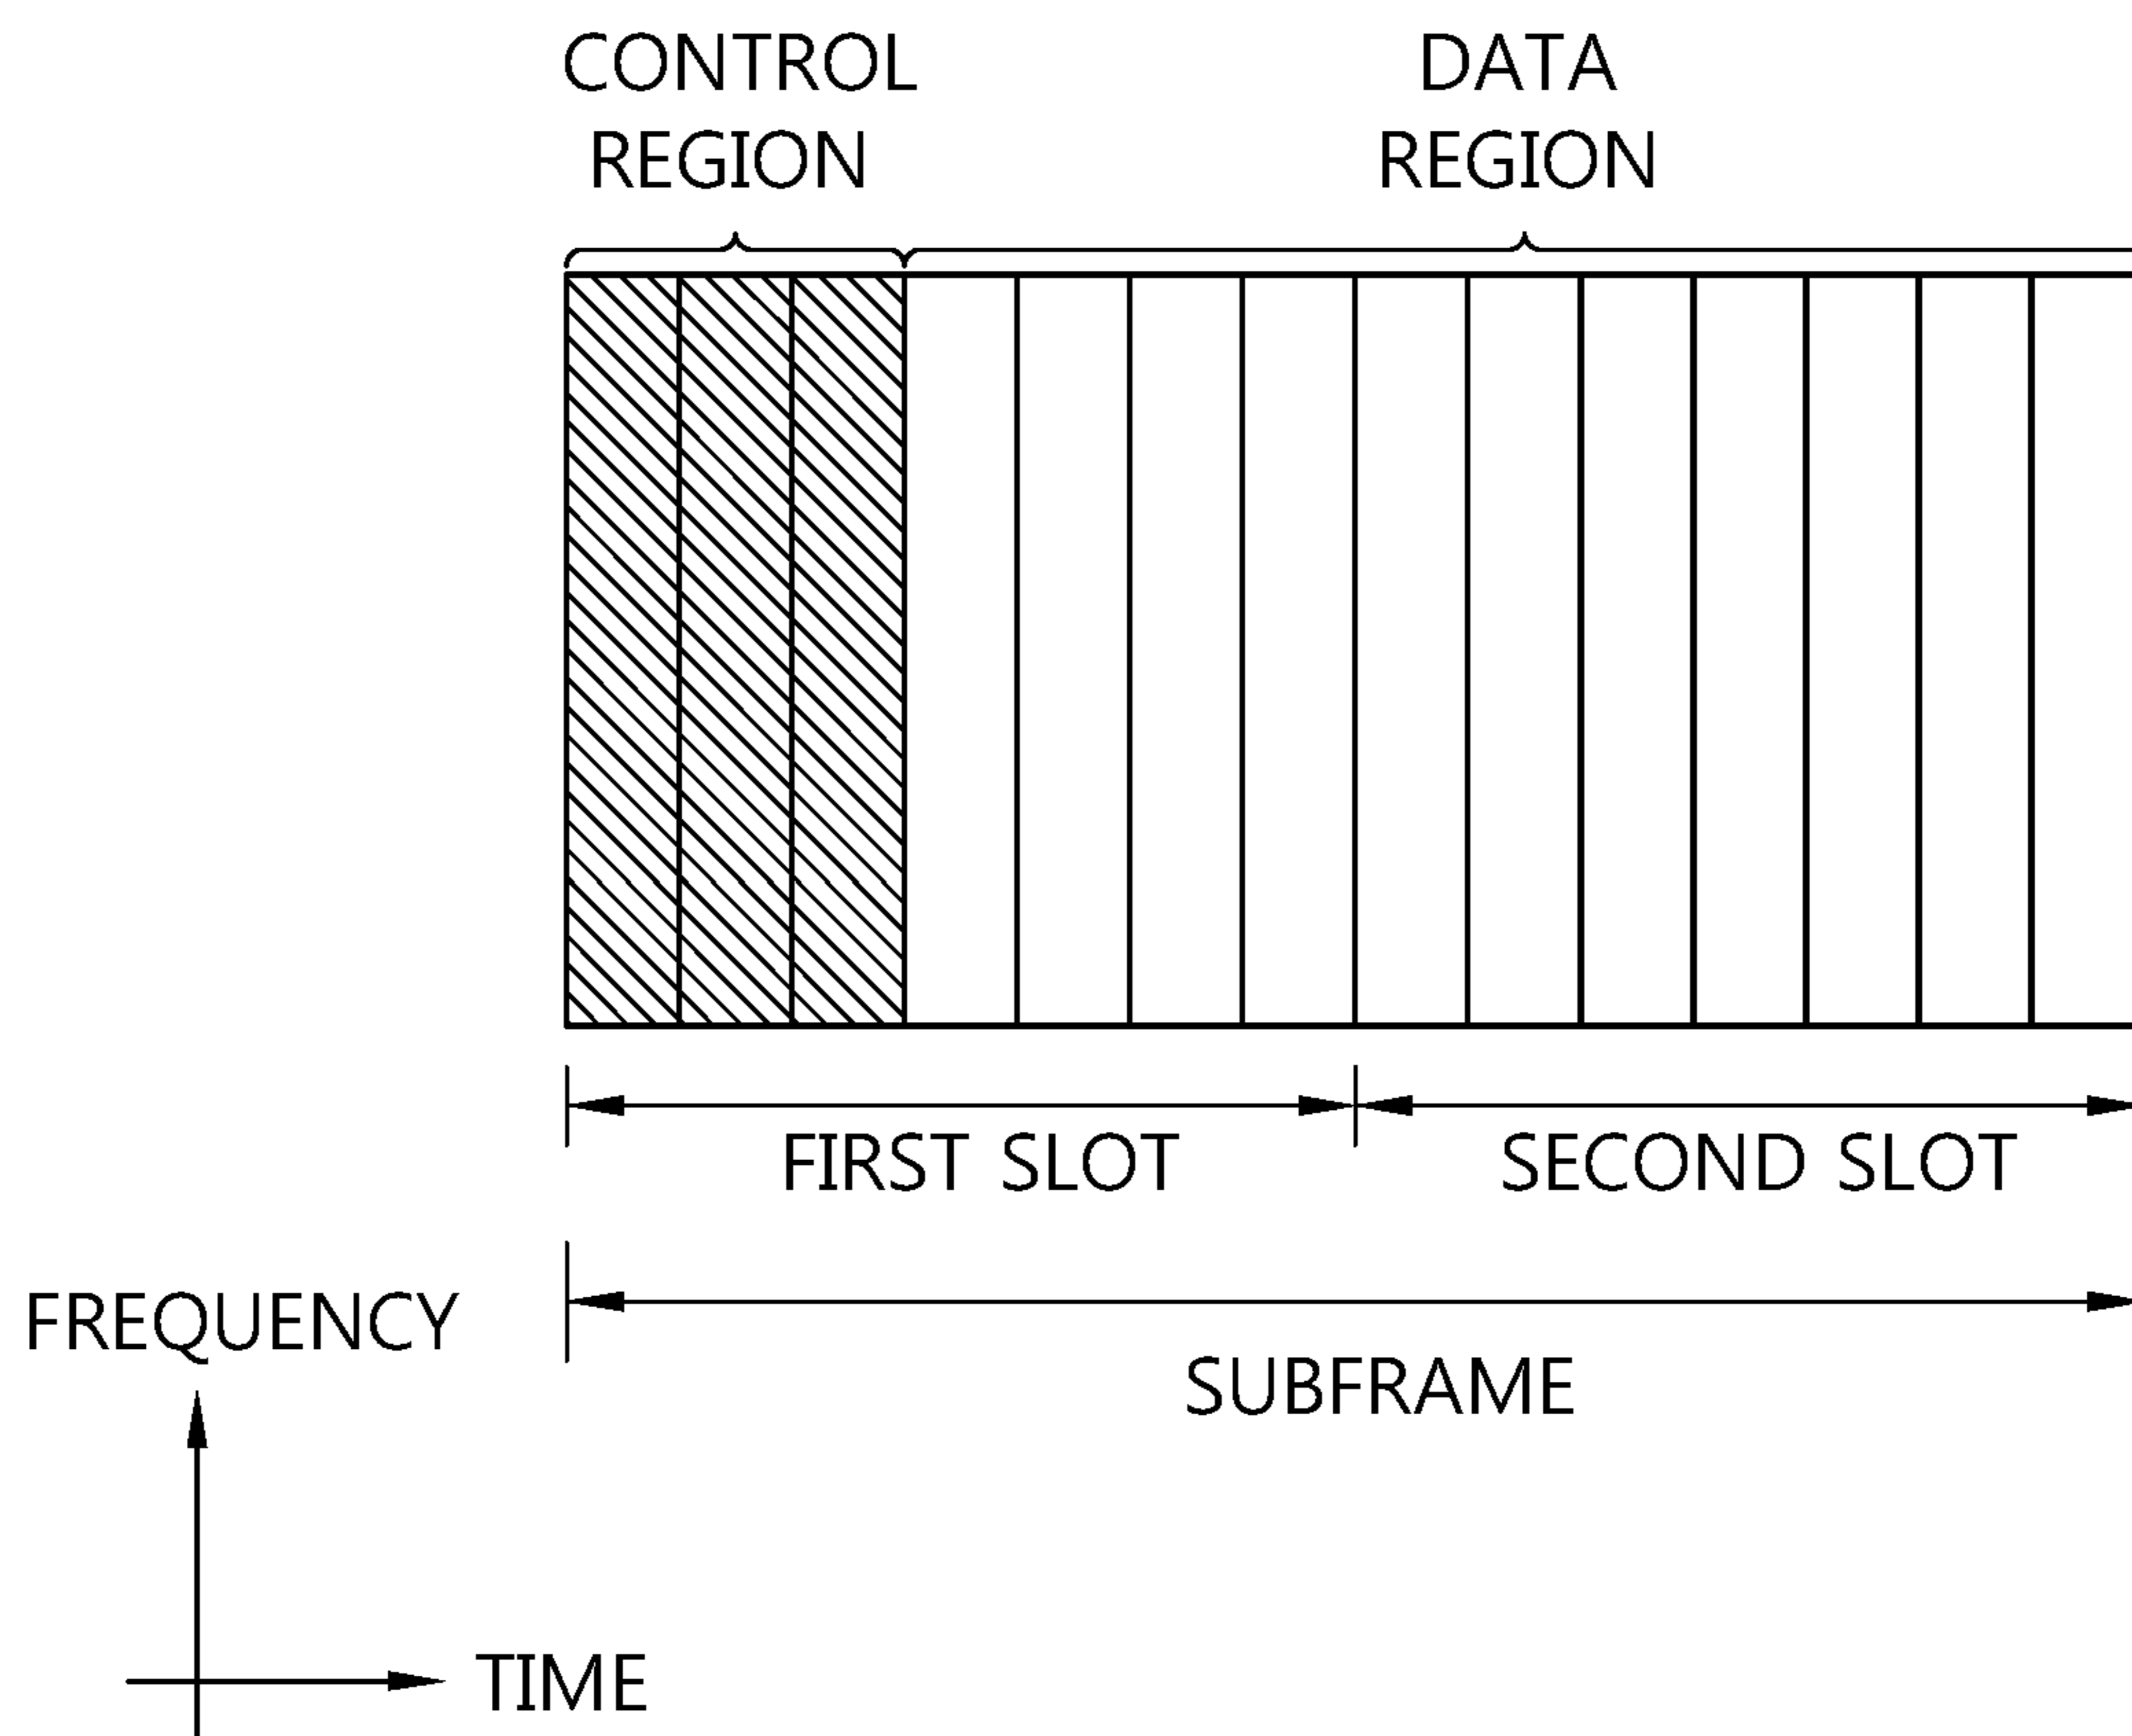 CONTROL
REGION
DATA
REGION
FIRST SLOT
SECOND SLOT
SUBFRAME
FREQUENCY
TIME